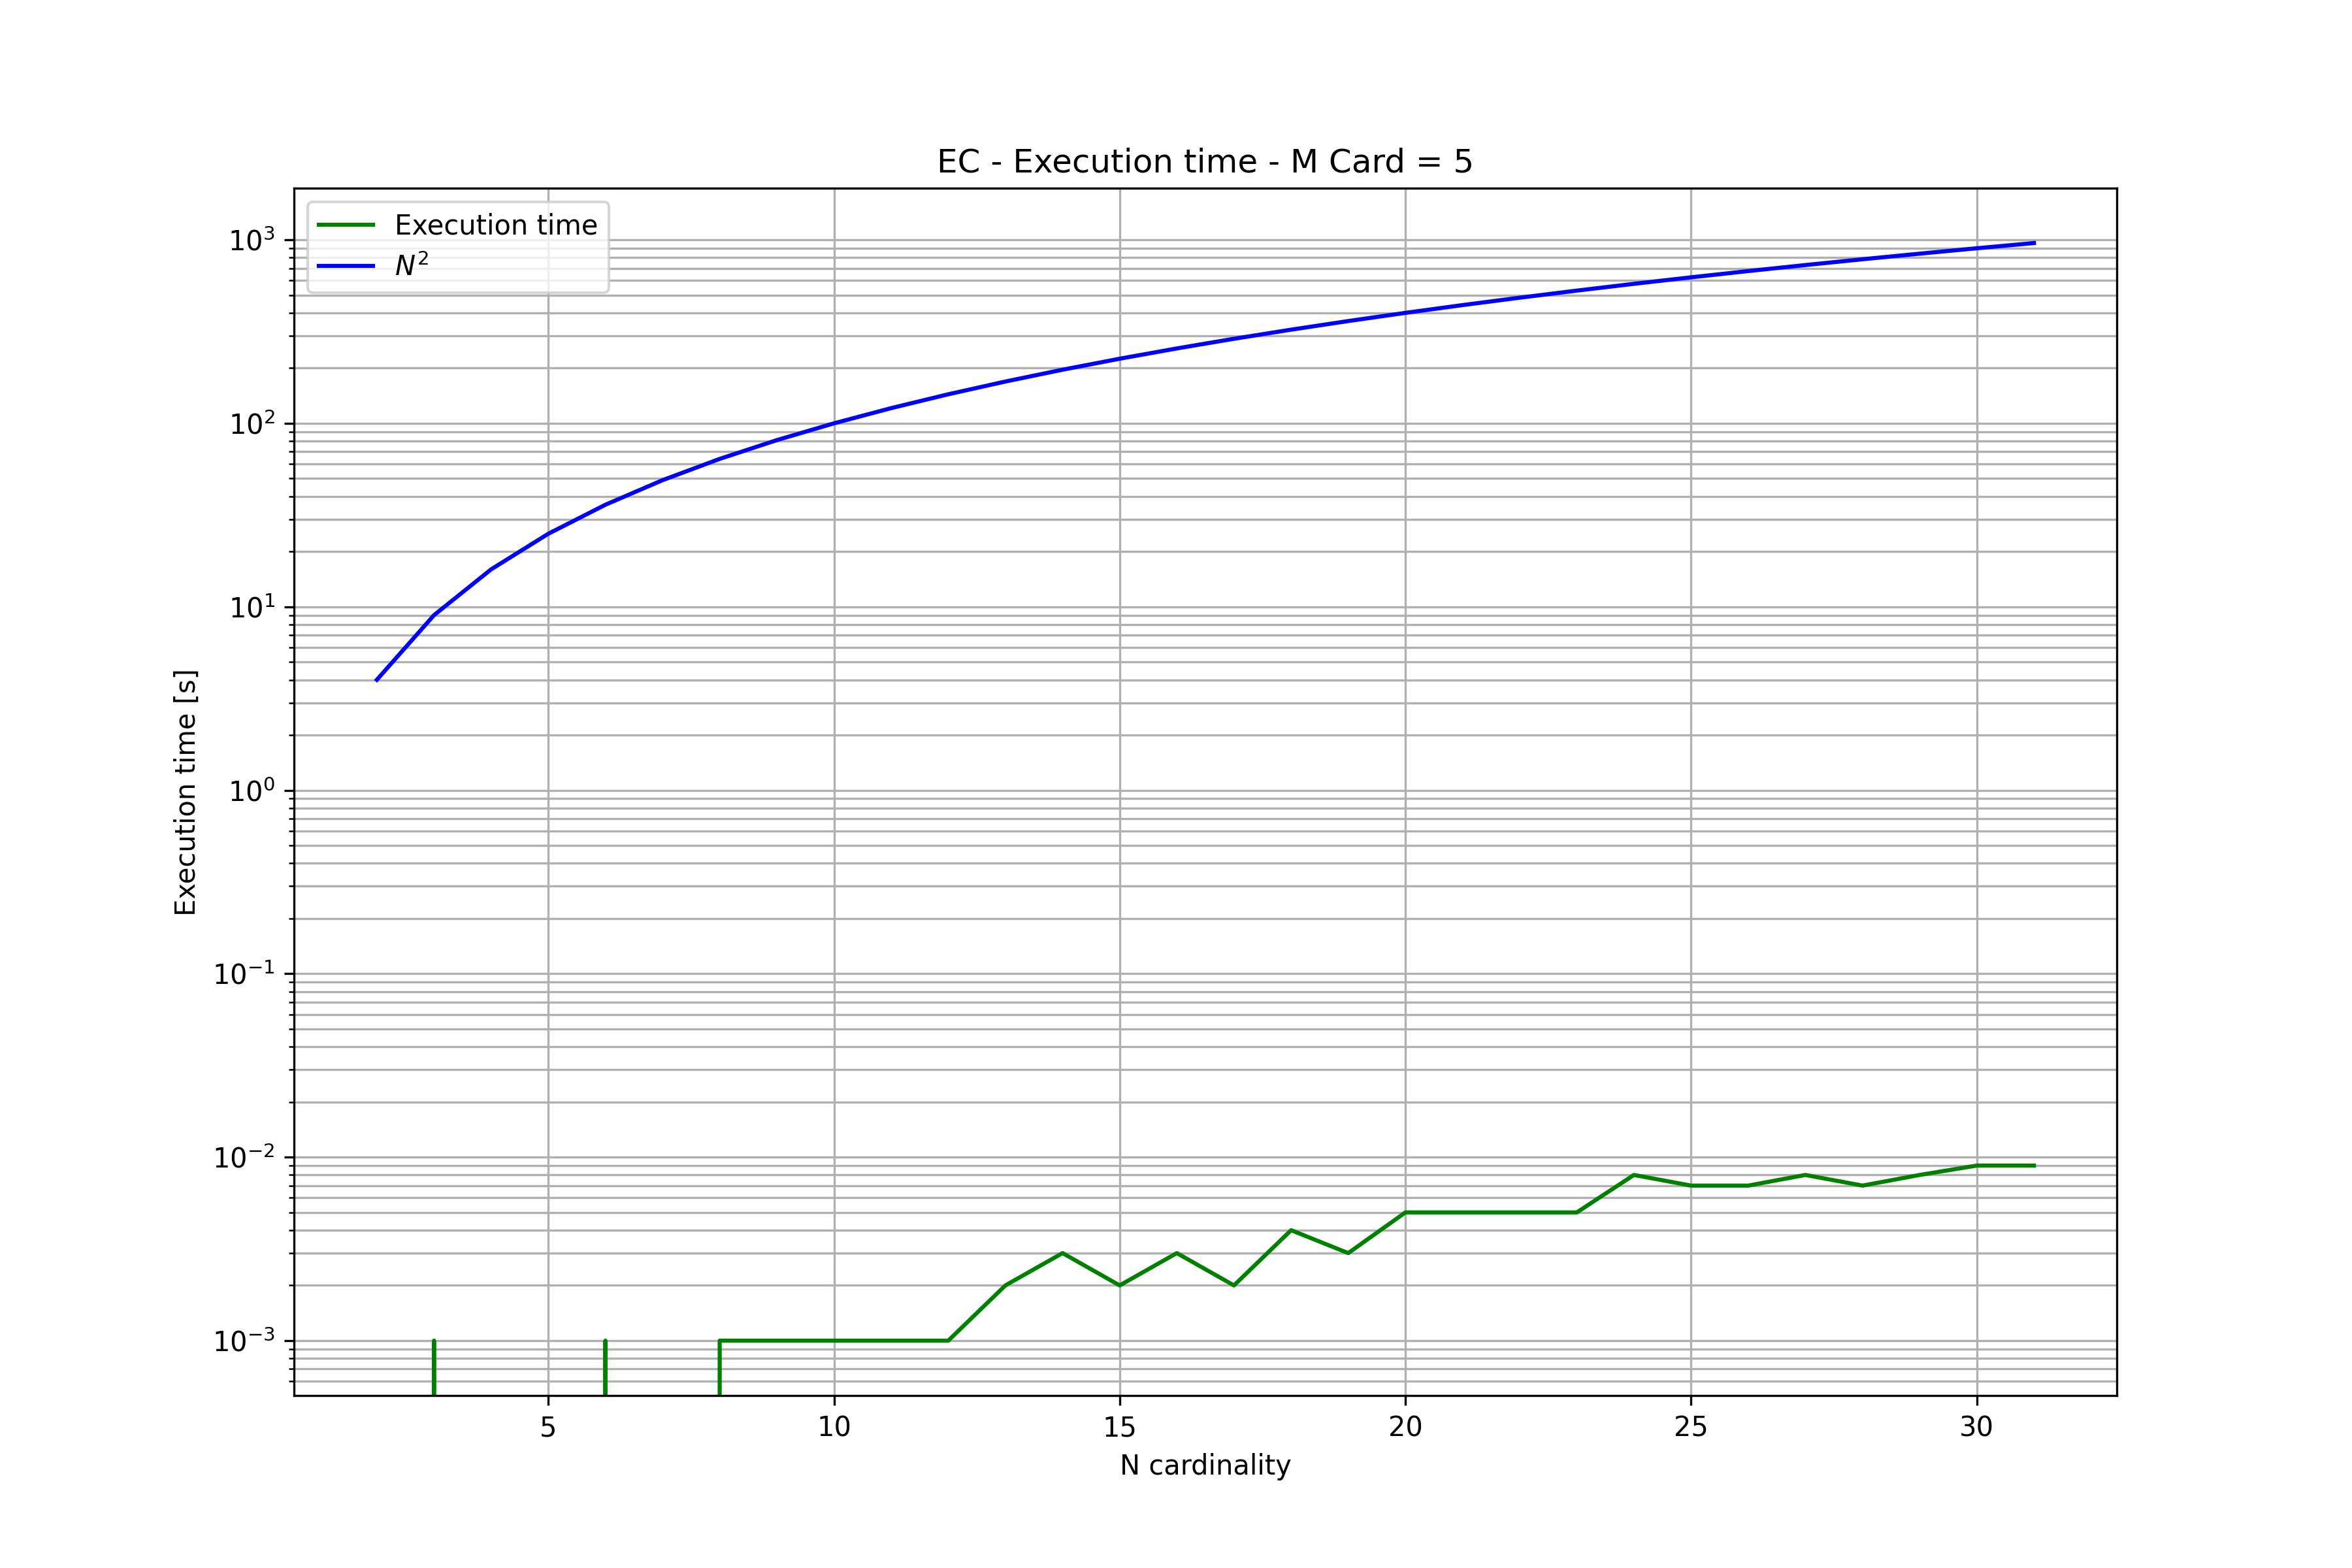 EC - Execution time - M Card = 5
Execution time
N²
10³
10²
10¹
10⁰
10⁻¹
10⁻²
10⁻³
Execution time [s]
5 10 15 20 25 30
N cardinality